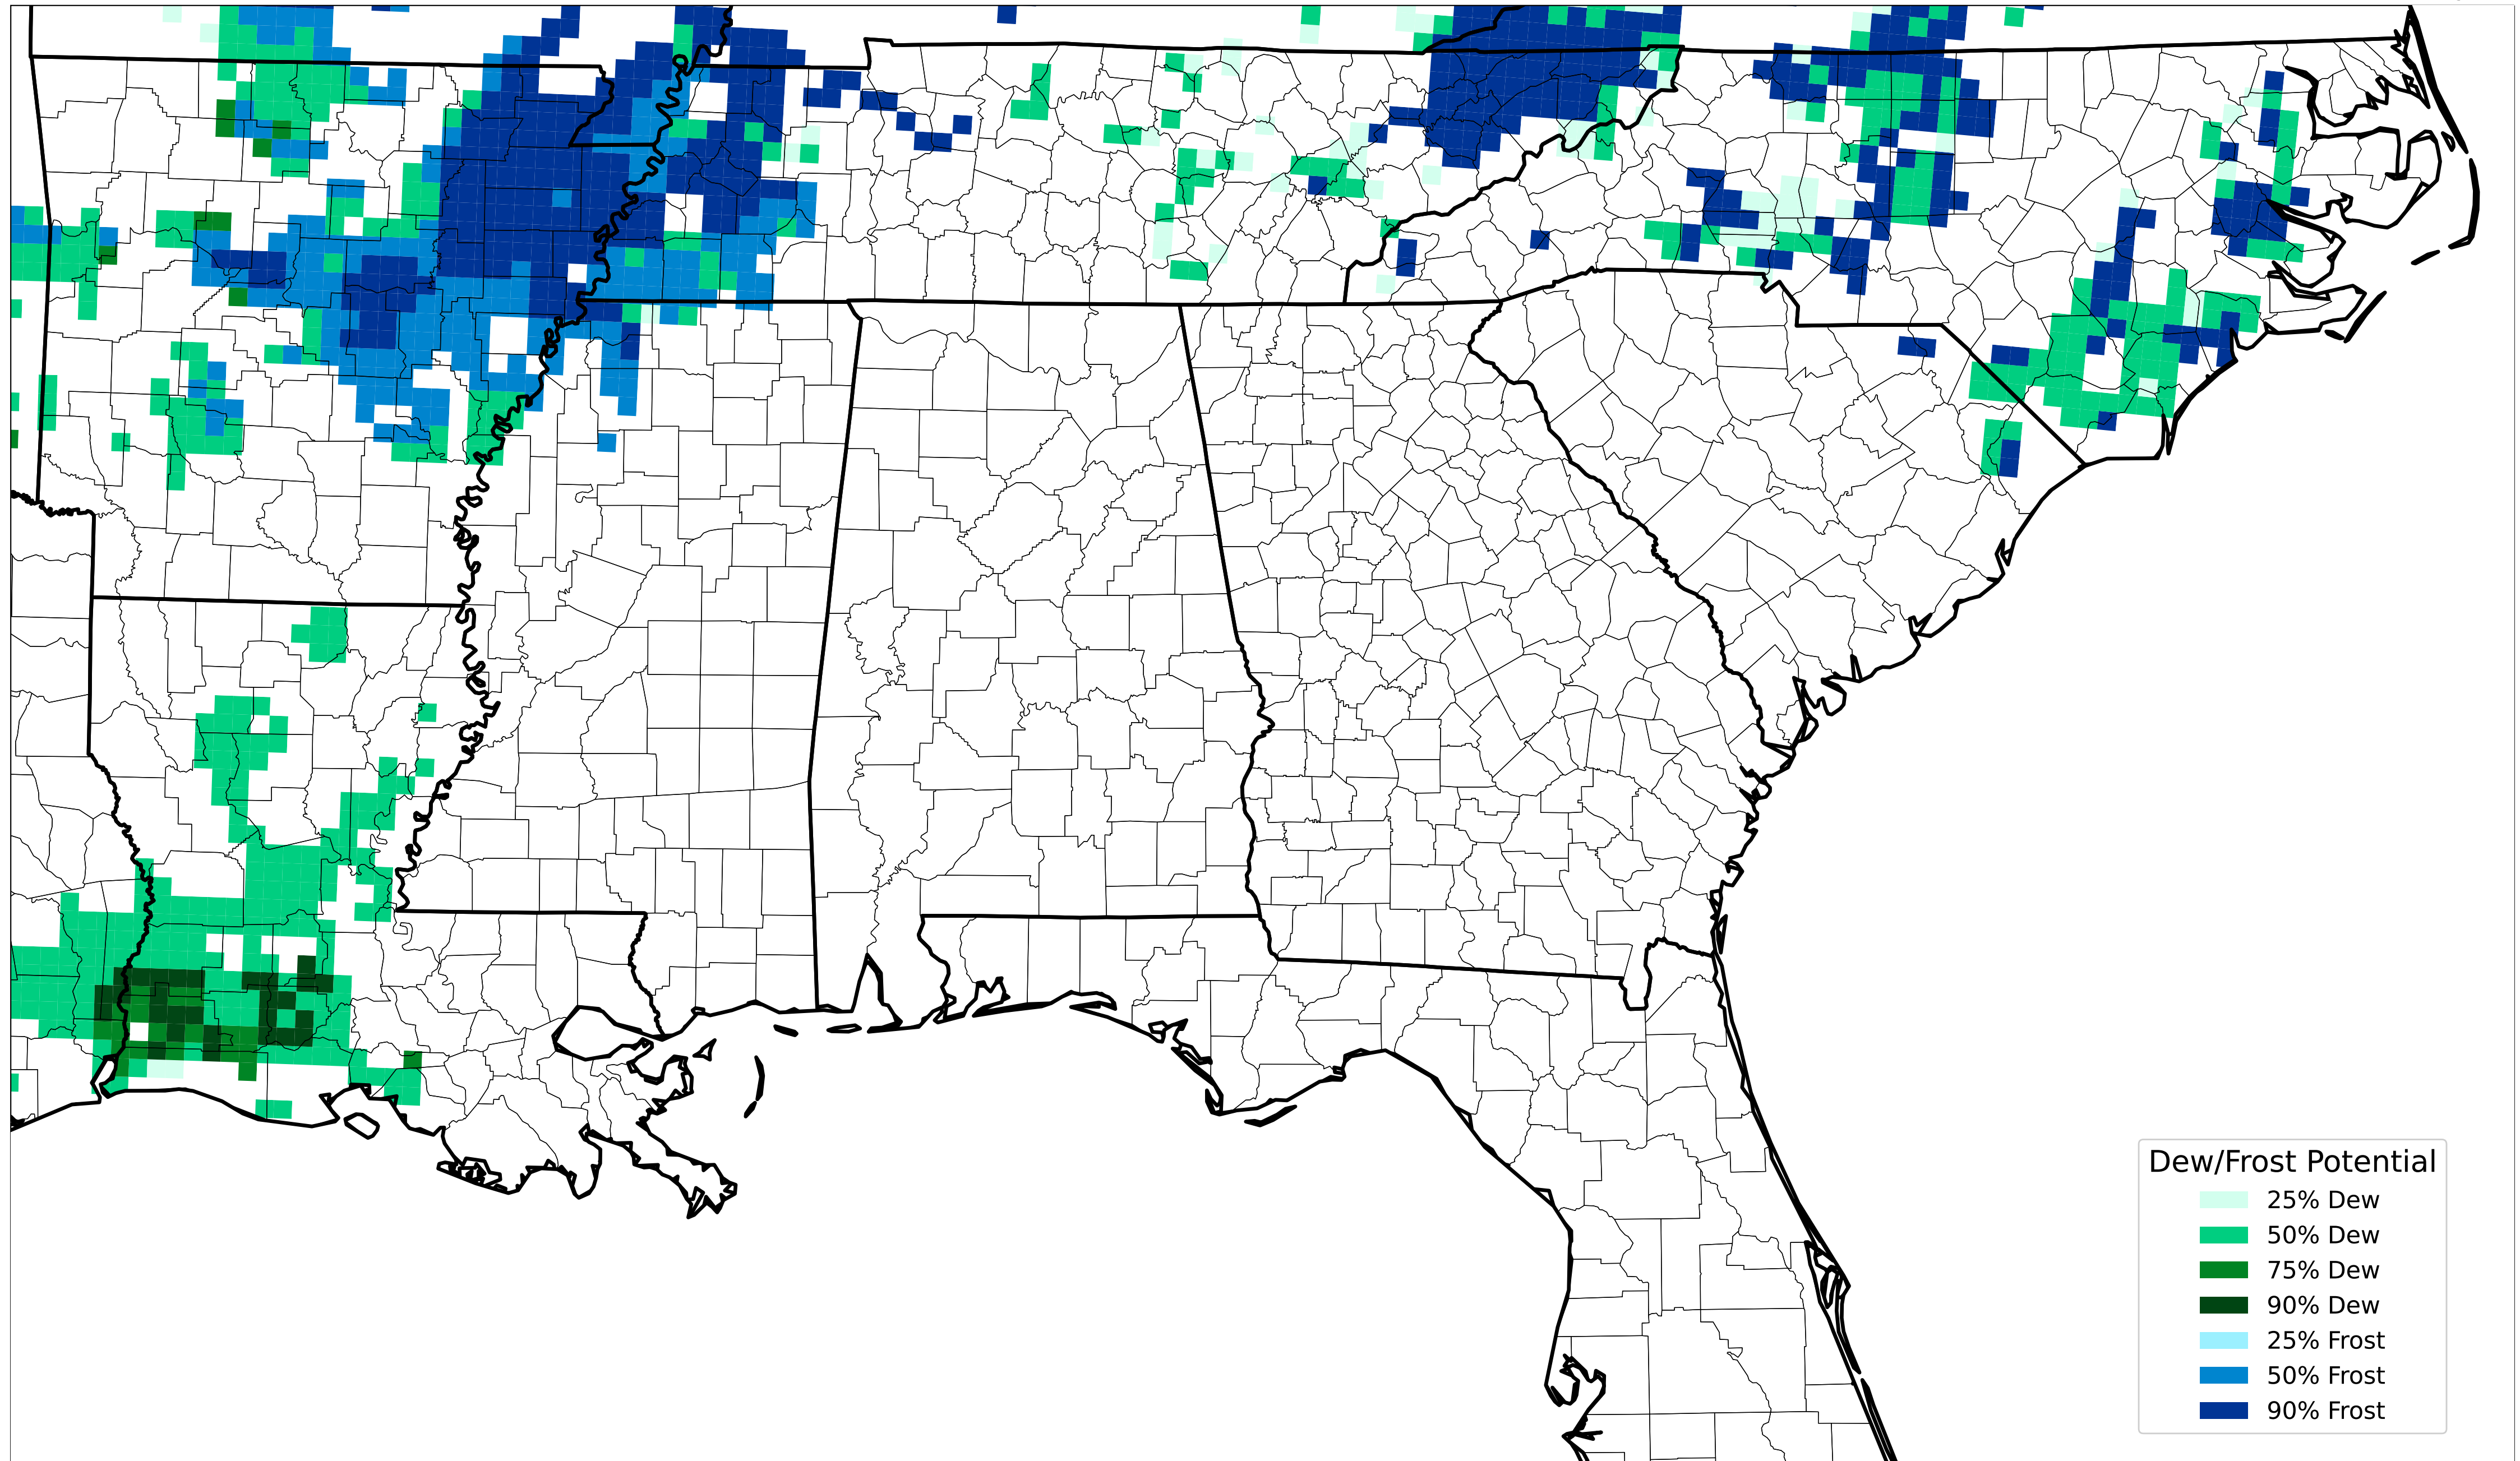 Dew/Frost Potential
25% Dew
50% Dew
75% Dew
90% Dew
25% Frost
50% Frost
90% Frost